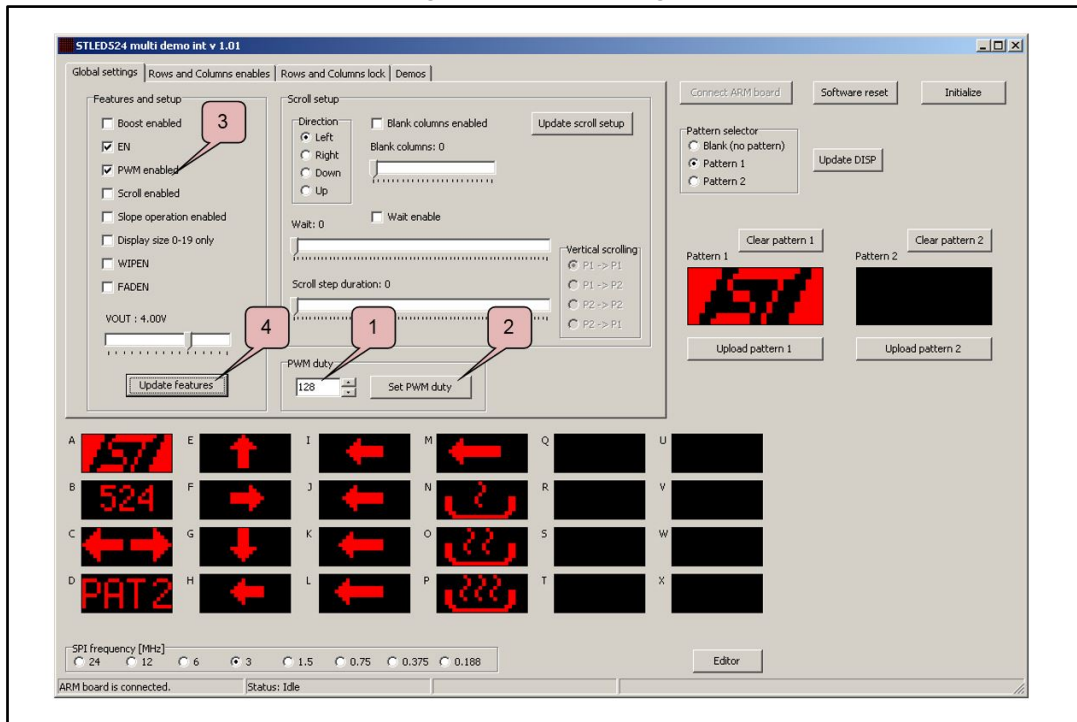 STLED524 multi demo int v 1.01
Global settings Rows and Columns enables Rows and Columns lock Demos
Features and setup
Boost enabled
EN
PWM enabled
Scroll enabled
Slope operation enabled
Display size 0-19 only
WIPEN
FADEN
VOUT : 4.00V
Update features
3
4
Scroll setup
Direction
Left
Right
Down
Up
Blank columns enabled
Update scroll setup
Blank columns: 0
Wait: 0
Wait enable
Scroll step duration: 0
Vertical scrolling
P1 -> P1
P1 -> P2
P2 -> P2
P2 -> P1
1
2
PWM duty
128
Set PWM duty
Connect ARM board Software reset Initialize
Pattern selector
Blank (no pattern)
Pattern 1
Pattern 2
Update DISP
Clear pattern 1 Clear pattern 2
Pattern 1 Pattern 2
ST
Upload pattern 1 Upload pattern 2
A ST E I M Q U
B 524 F J N R V
C G K O S W
D PAT2 H L P T X
SPI frequency [MHz]
24 12 6 3 1.5 0.75 0.375 0.188
Editor
ARM board is connected. Status: Idle